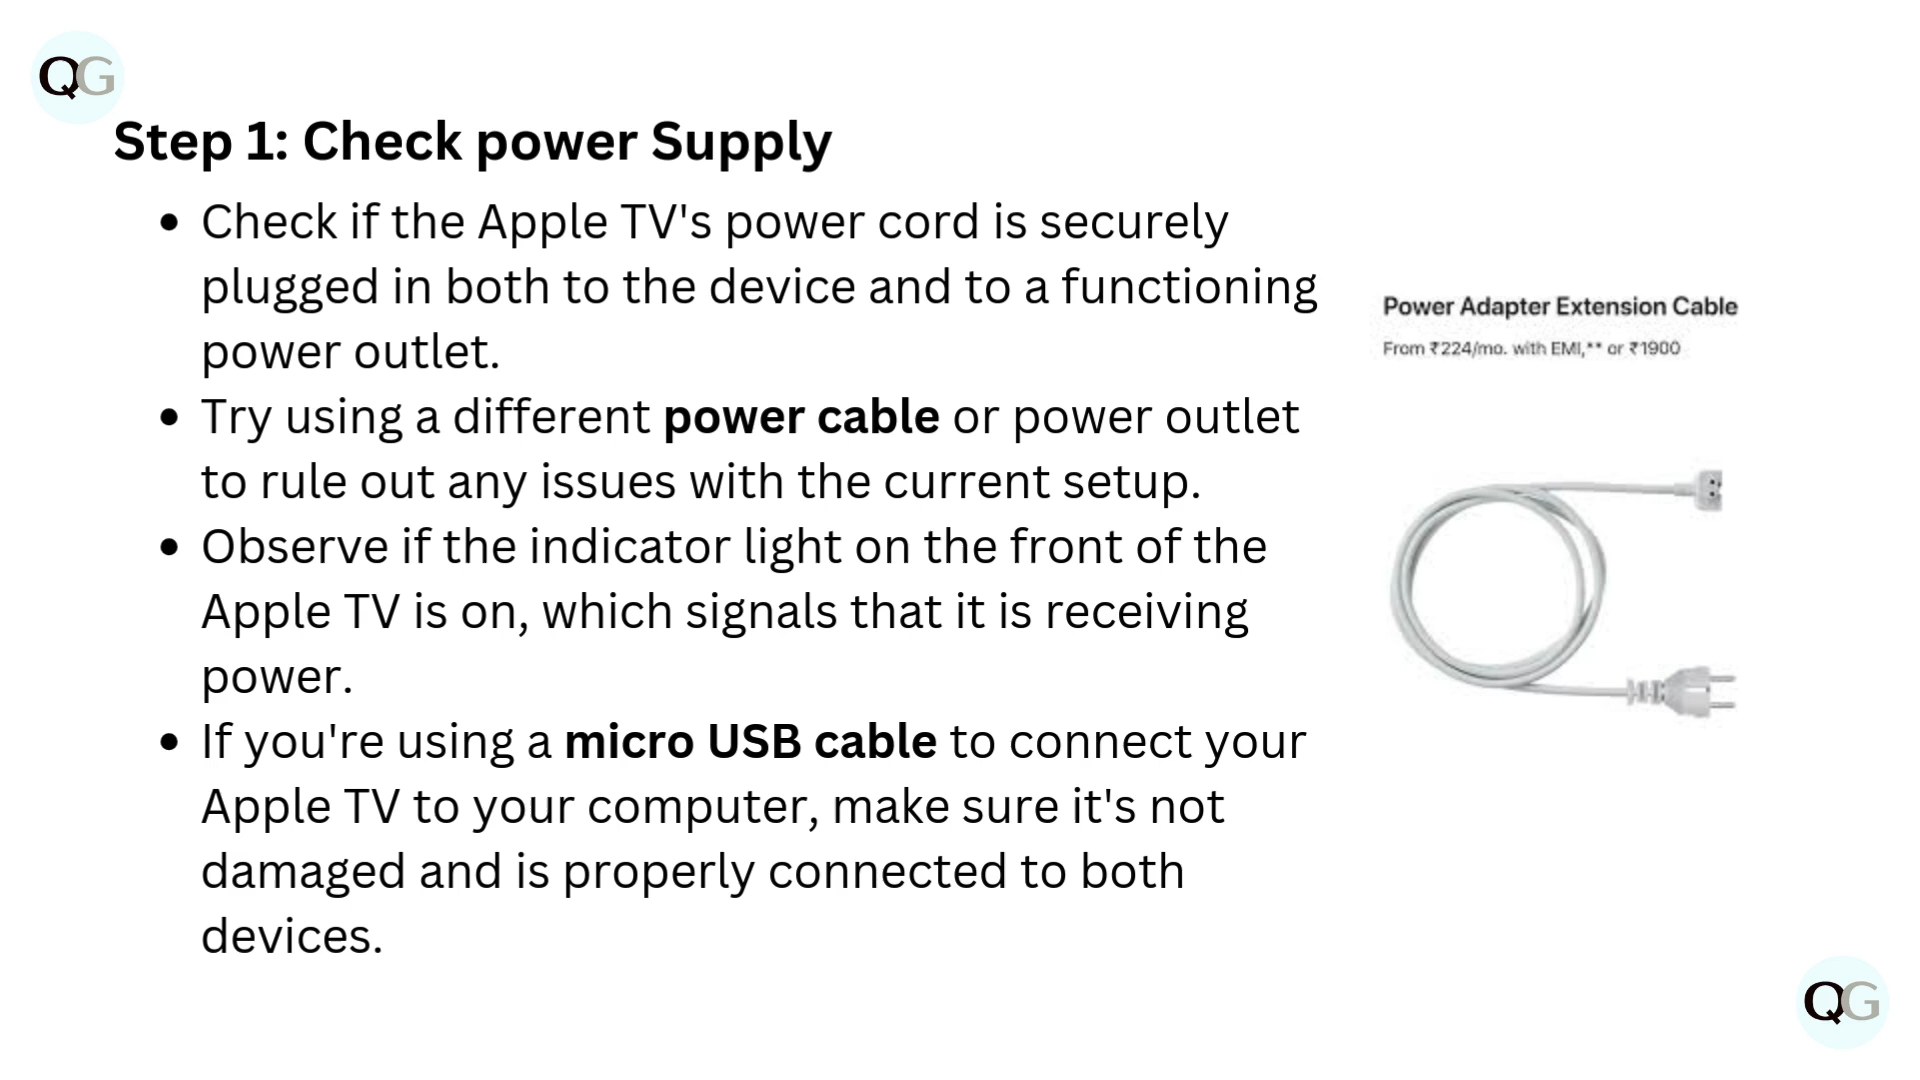 QG
Step 1: Check power Supply
• Check if the Apple TV's power cord is securely
plugged in both to the device and to a functioning
power outlet.
• Try using a different power cable or power outlet
to rule out any issues with the current setup.
• Observe if the indicator light on the front of the
Apple TV is on, which signals that it is receiving
power.
• If you're using a micro USB cable to connect your
Apple TV to your computer, make sure it's not
damaged and is properly connected to both
devices.
Power Adapter Extension Cable
From ₹224/mo. with EMI,** or ₹1900
QG